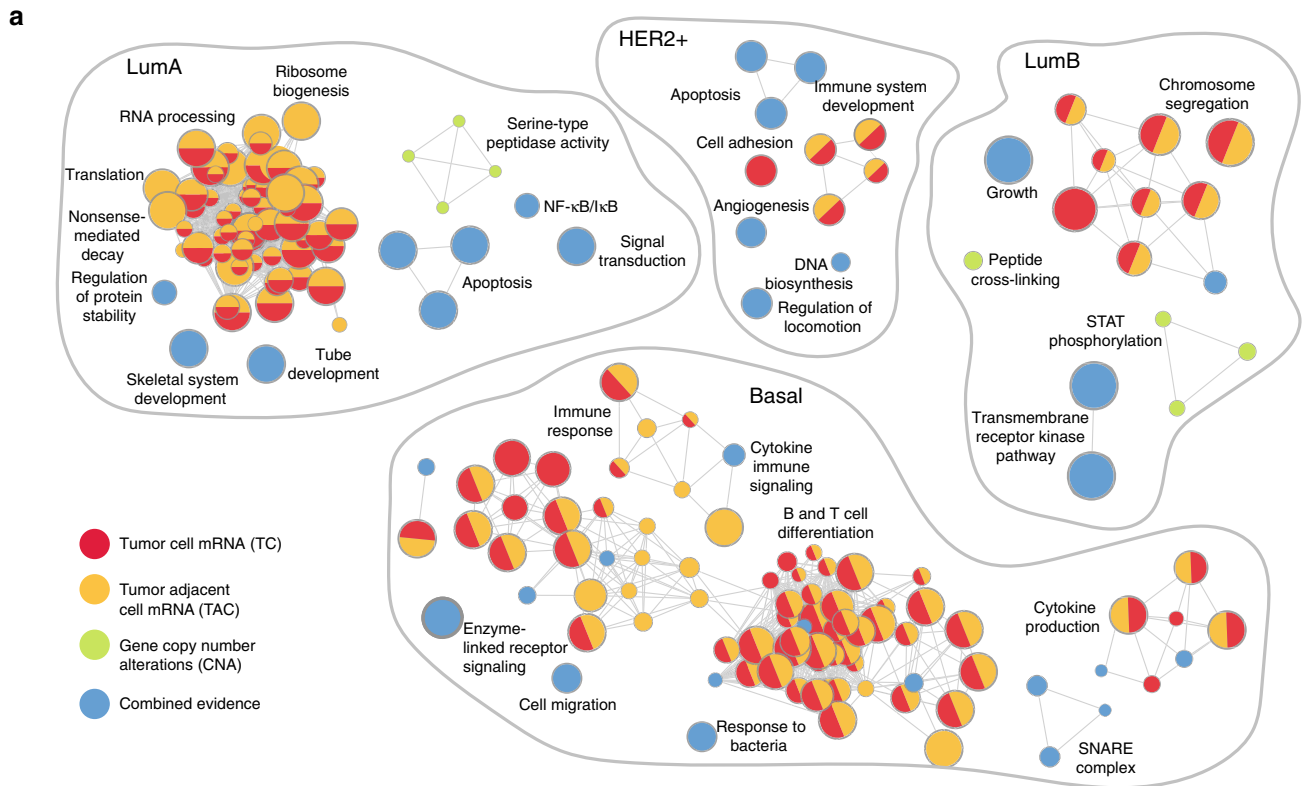 a
LumA
Ribosome
biogenesis
RNA processing
Translation
Nonsense-
mediated
decay
Regulation
of protein
stability
Skeletal system
development
Tube
development
Serine-type
peptidase activity
NF-κB/IκB
Signal
transduction
Apoptosis
HER2+
Apoptosis
Immune system
development
Cell adhesion
Angiogenesis
DNA
biosynthesis
Regulation of
locomotion
LumB
Chromosome
segregation
Growth
Peptide
cross-linking
STAT
phosphorylation
Transmembrane
receptor kinase
pathway
Basal
Immune
response
Cytokine
immune
signaling
B and T cell
differentiation
Enzyme-
linked receptor
signaling
Cell migration
Response to
bacteria
Cytokine
production
SNARE
complex
Tumor cell mRNA (TC)
Tumor adjacent
cell mRNA (TAC)
Gene copy number
alterations (CNA)
Combined evidence